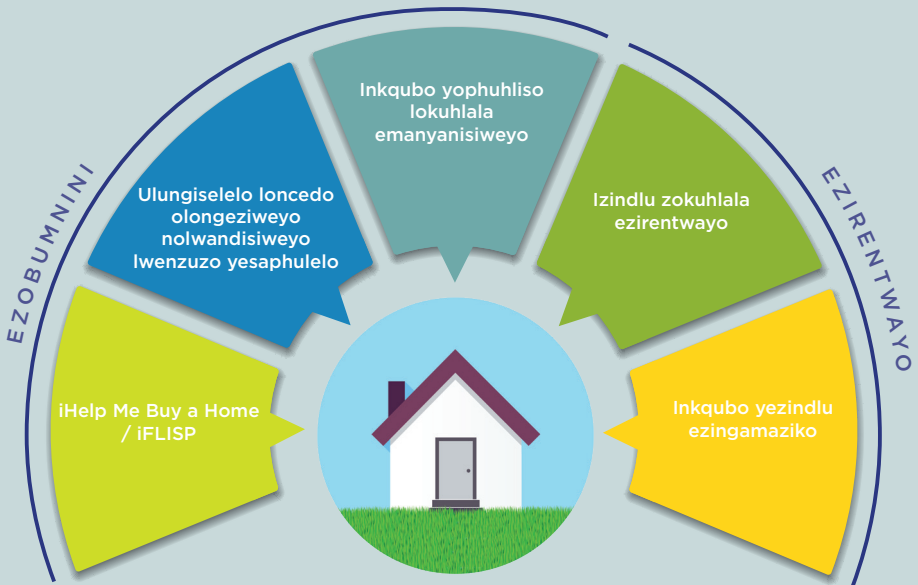 EZOBUMNINI
iHelp Me Buy a Home
/ iFLISP
Ulungiselelo loncedo
olongeziweyo
nolwandisiweyo
lwenzuzo yesaphulelo
Inkqubo yophuhliso
lokuhlala
emanyanisiweyo
Izindlu zokuhlala
ezirentwayo
Inkqubo yezindlu
ezingamaziko
EZIRENTWAYO